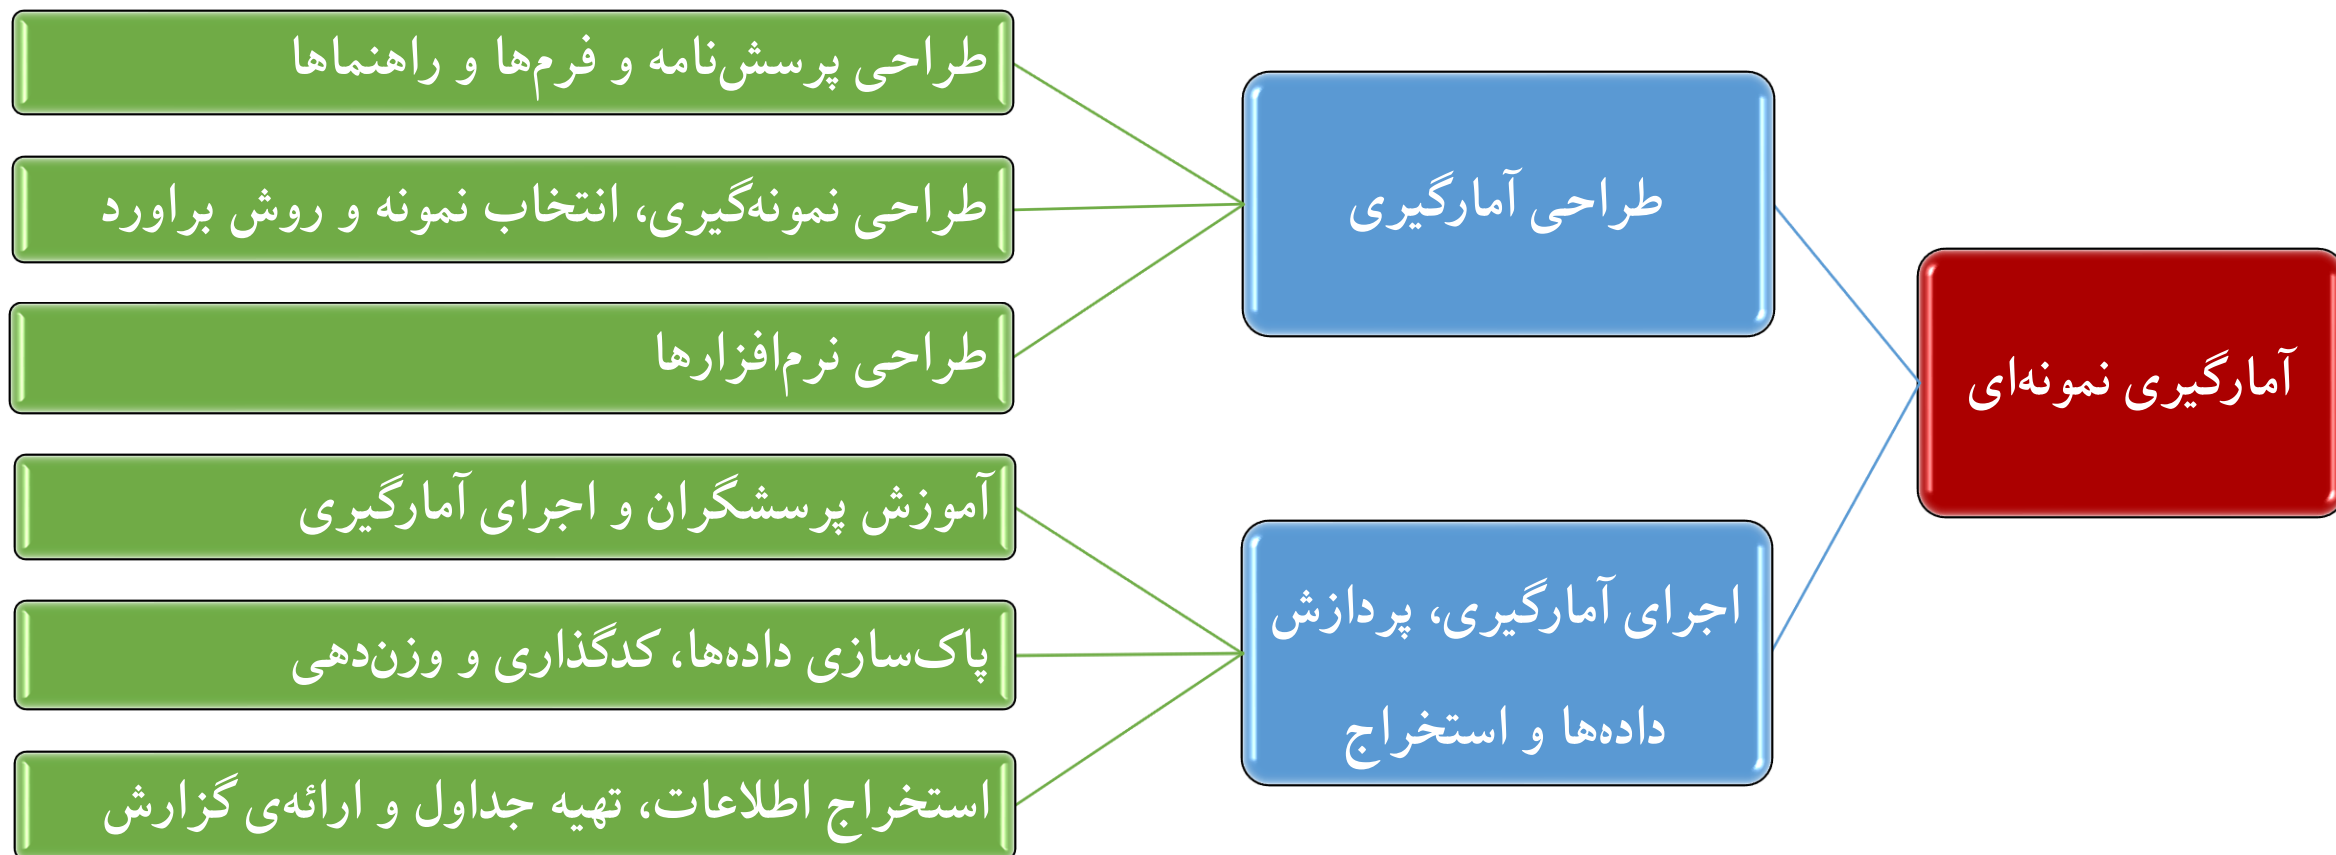 آمارگیری نمونه‌ای
طراحی آمارگیری
طراحی پرسش‌نامه و فرم‌ها و راهنماها
طراحی نمونه‌گیری، انتخاب نمونه و روش براورد
طراحی نرم‌افزارها
اجرای آمارگیری، پردازش
داده‌ها و استخراج
آموزش پرسشگران و اجرای آمارگیری
پاک‌سازی داده‌ها، کدگذاری و وزن‌دهی
استخراج اطلاعات، تهیه جداول و ارائه‌ی گزارش